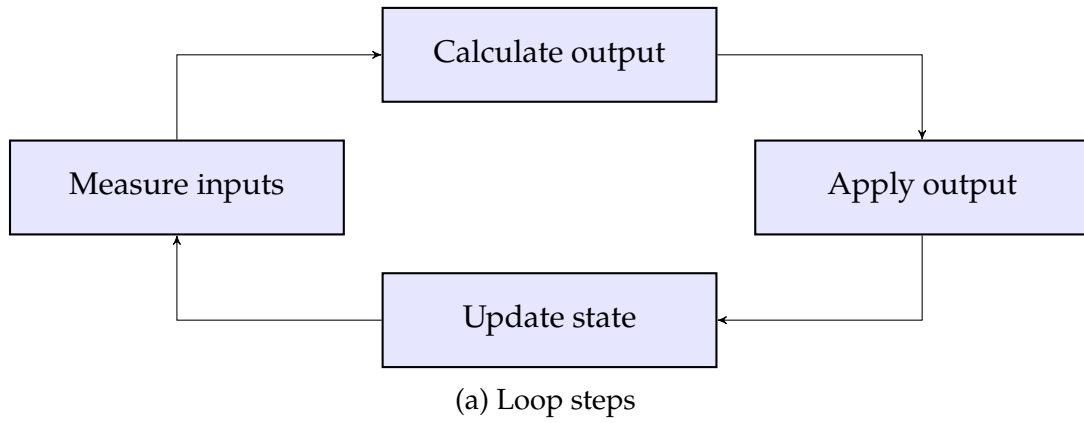 Calculate output
Measure inputs
Apply output
Update state
(a) Loop steps